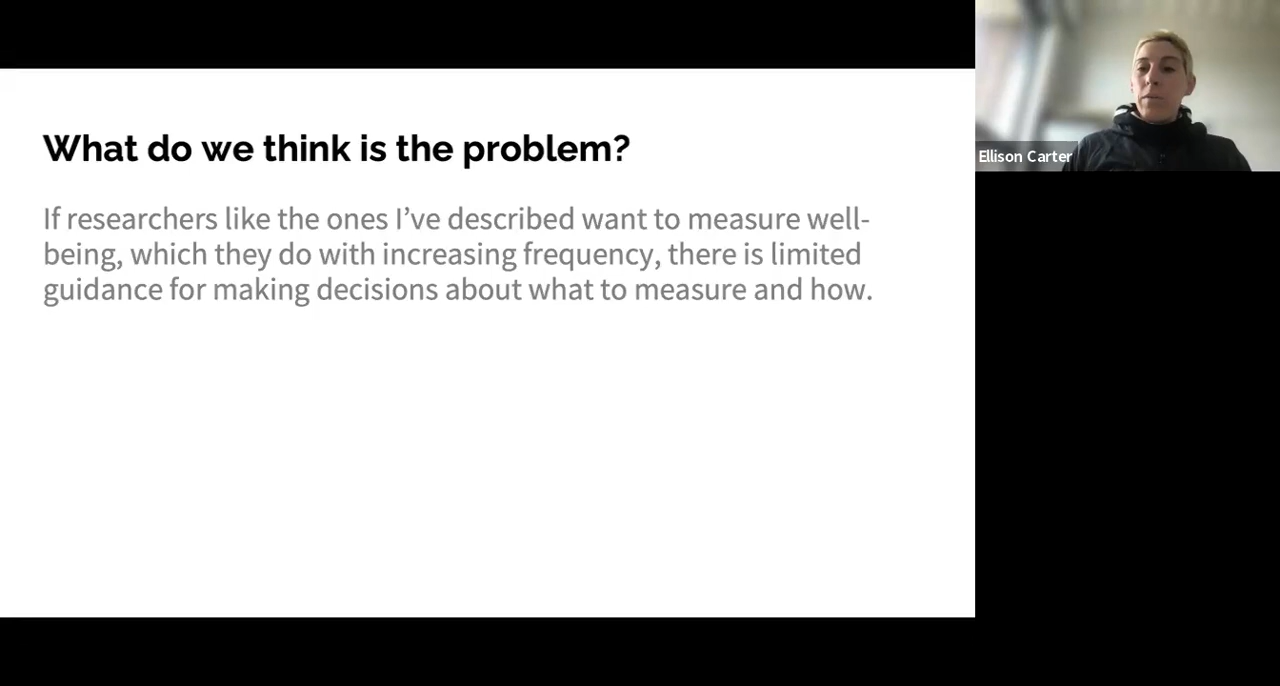 What do we think is the problem?
If researchers like the ones I’ve described want to measure well-
being, which they do with increasing frequency, there is limited
guidance for making decisions about what to measure and how.
Ellison Carter